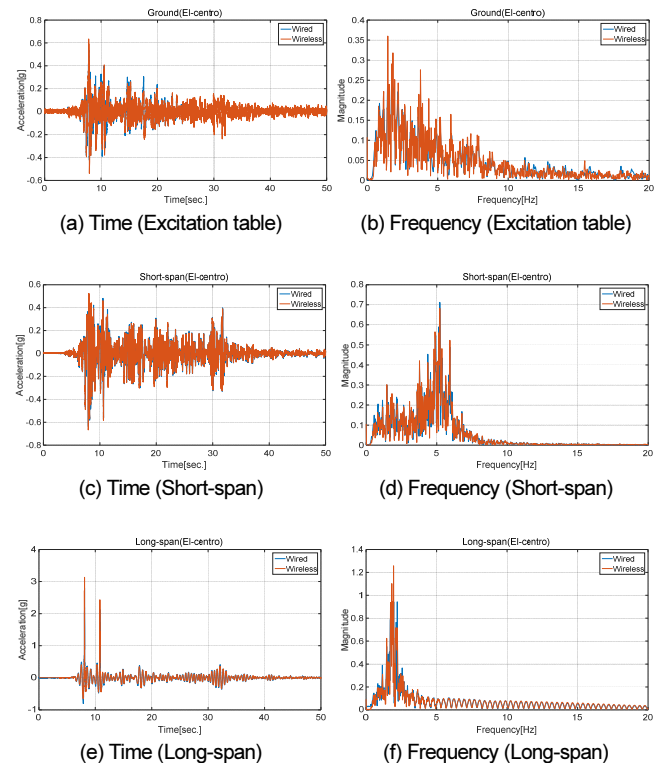 Ground(El-centro)
Wired
Wireless
Acceleration[g]
0.8
0.6
0.4
0.2
0
-0.2
-0.4
-0.6
0 10 20 30 40 50
Time[sec.]
(a) Time (Excitation table)
Ground(El-centro)
Wired
Wireless
Magnitude
0.4
0.35
0.3
0.25
0.2
0.15
0.1
0.05
0
0 5 10 15 20
Frequency[Hz]
(b) Frequency (Excitation table)
Short-span(El-centro)
Wired
Wireless
Acceleration[g]
0.6
0.4
0.2
0
-0.2
-0.4
-0.6
-0.8
0 10 20 30 40 50
Time[sec.]
(c) Time (Short-span)
Short-span(El-centro)
Wired
Wireless
Magnitude
0.8
0.7
0.6
0.5
0.4
0.3
0.2
0.1
0
0 5 10 15 20
Frequency[Hz]
(d) Frequency (Short-span)
Long-span(El-centro)
Wired
Wireless
Acceleration[g]
4
3
2
1
0
-1
0 10 20 30 40 50
Time[sec.]
(e) Time (Long-span)
Long-span(El-centro)
Wired
Wireless
Magnitude
1.4
1.2
1
0.8
0.6
0.4
0.2
0
0 5 10 15 20
Frequency[Hz]
(f) Frequency (Long-span)